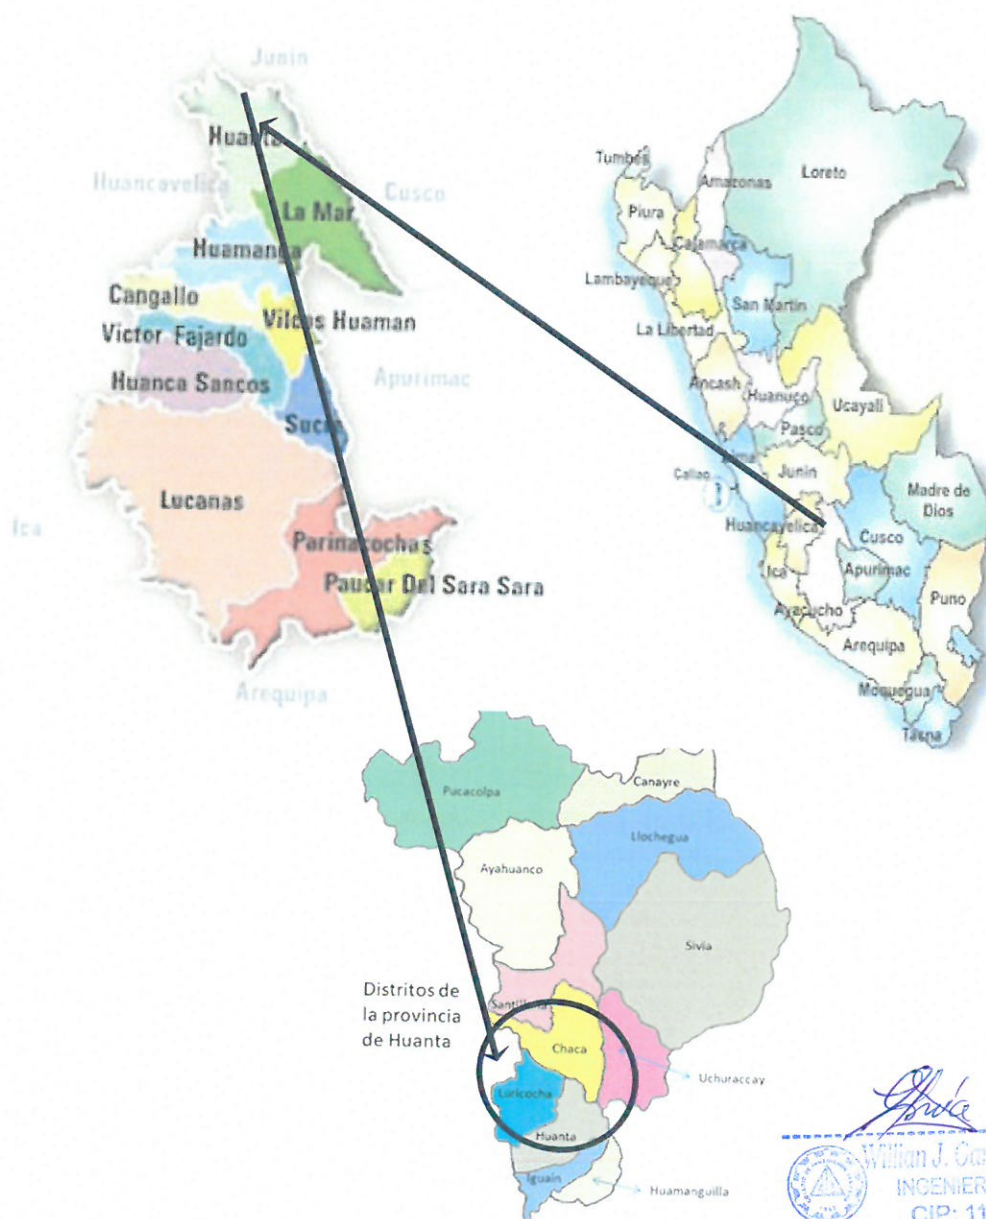 Junin
Huanta
Huancavelica
Cusco
La Mar
Huamanga
Cangallo
Vilcas Huaman
Victor Fajardo
Huanca Sancos
Apurimac
Sucre
Lucanas
Ica
Parinacochas
Paucar Del Sara Sara
Arequipa
Tumbes
Loreto
Amazonas
Piura
Cajamarca
Lambayeque
San Martin
La Libertad
Ancash
Huanuco
Ucayali
Pasco
Lima
Junin
Callao
Madre de
Dios
Huancavelica
Cusco
Ica
Apurimac
Ayacucho
Puno
Arequipa
Moquegua
Tacna
Canayre
Pucacolpa
Llochegua
Ayahuanco
Sivia
Distritos de
la provincia
de Huanta
Santillana
Chaca
Uchuraccay
Luricocha
Huanta
Iguain
Huamanguilla
Willian J.
INGENIER
CIP: 11